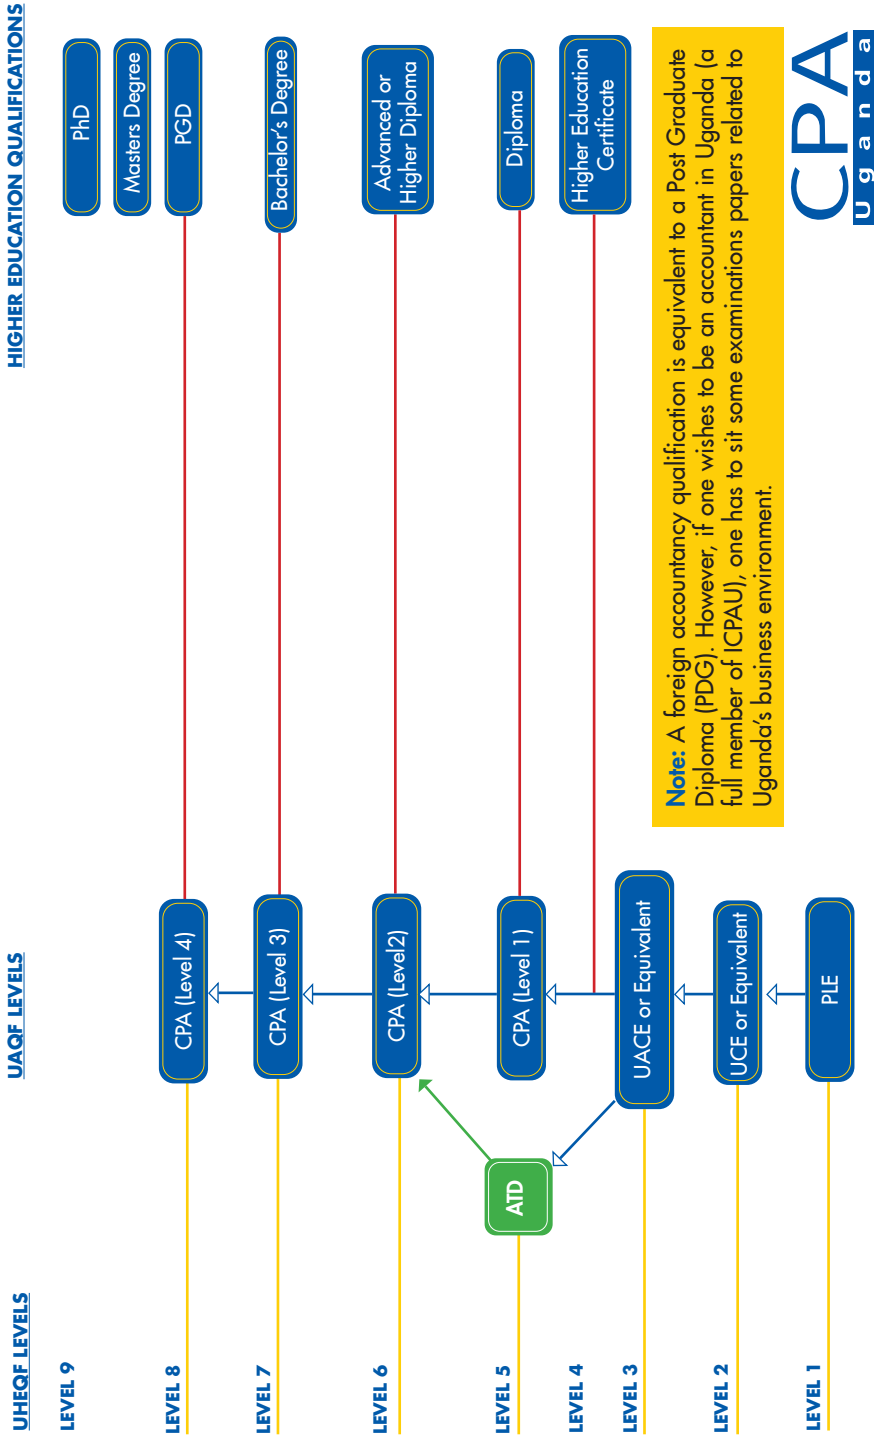 UHEQF LEVELS
UAQF LEVELS
HIGHER EDUCATION QUALIFICATIONS
LEVEL 9
PhD
Masters Degree
LEVEL 8
CPA (Level 4)
PGD
LEVEL 7
CPA (Level 3)
Bachelor's Degree
LEVEL 6
CPA (Level2)
Advanced or
Higher Diploma
LEVEL 5
ATD
CPA (Level 1)
Diploma
LEVEL 4
Higher Education
Certificate
LEVEL 3
UACE or Equivalent
LEVEL 2
UCE or Equivalent
LEVEL 1
PLE
Note: A foreign accountancy qualification is equivalent to a Post Graduate
Diploma (PDG). However, if one wishes to be an accountant in Uganda (a
full member of ICPAU), one has to sit some examinations papers related to
Uganda's business environment.
CPA
Uganda